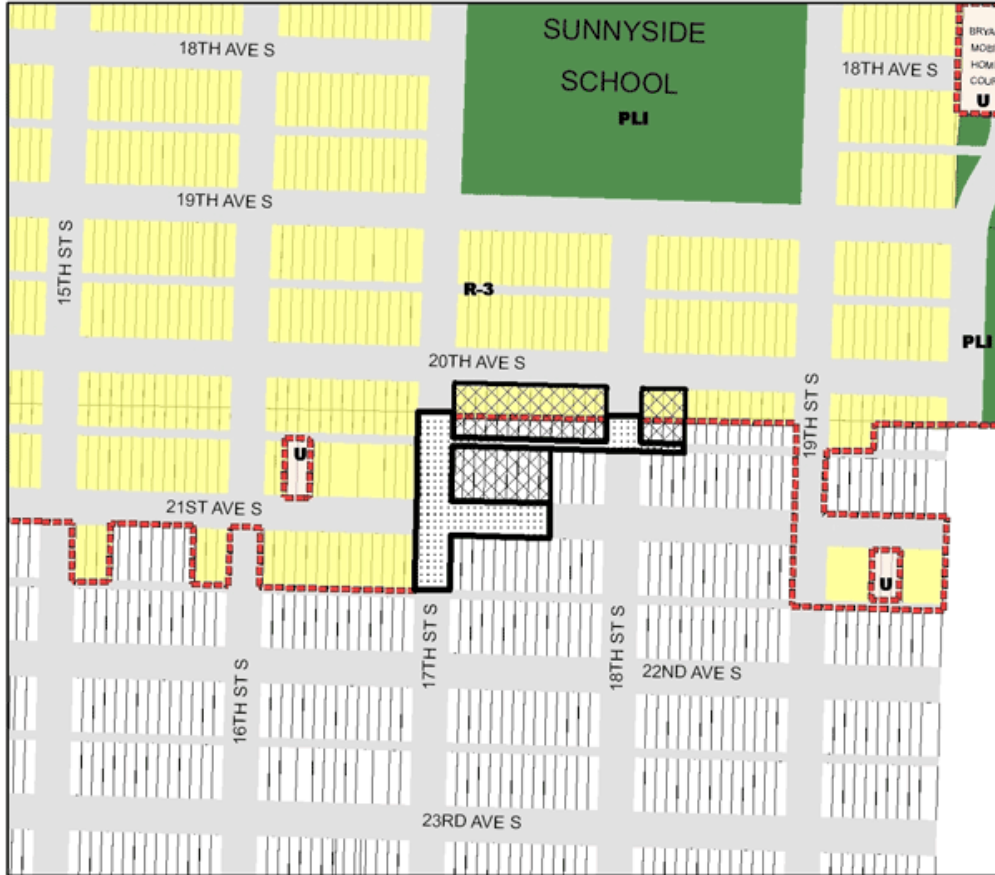 SUNNYSIDE
SCHOOL
PLI
18TH AVE S
18TH AVE S
U
19TH AVE S
15TH ST S
R-3
20TH AVE S
PLI
19TH ST S
U
21ST AVE S
U
17TH ST S
18TH ST S
16TH ST S
22ND AVE S
23RD AVE S